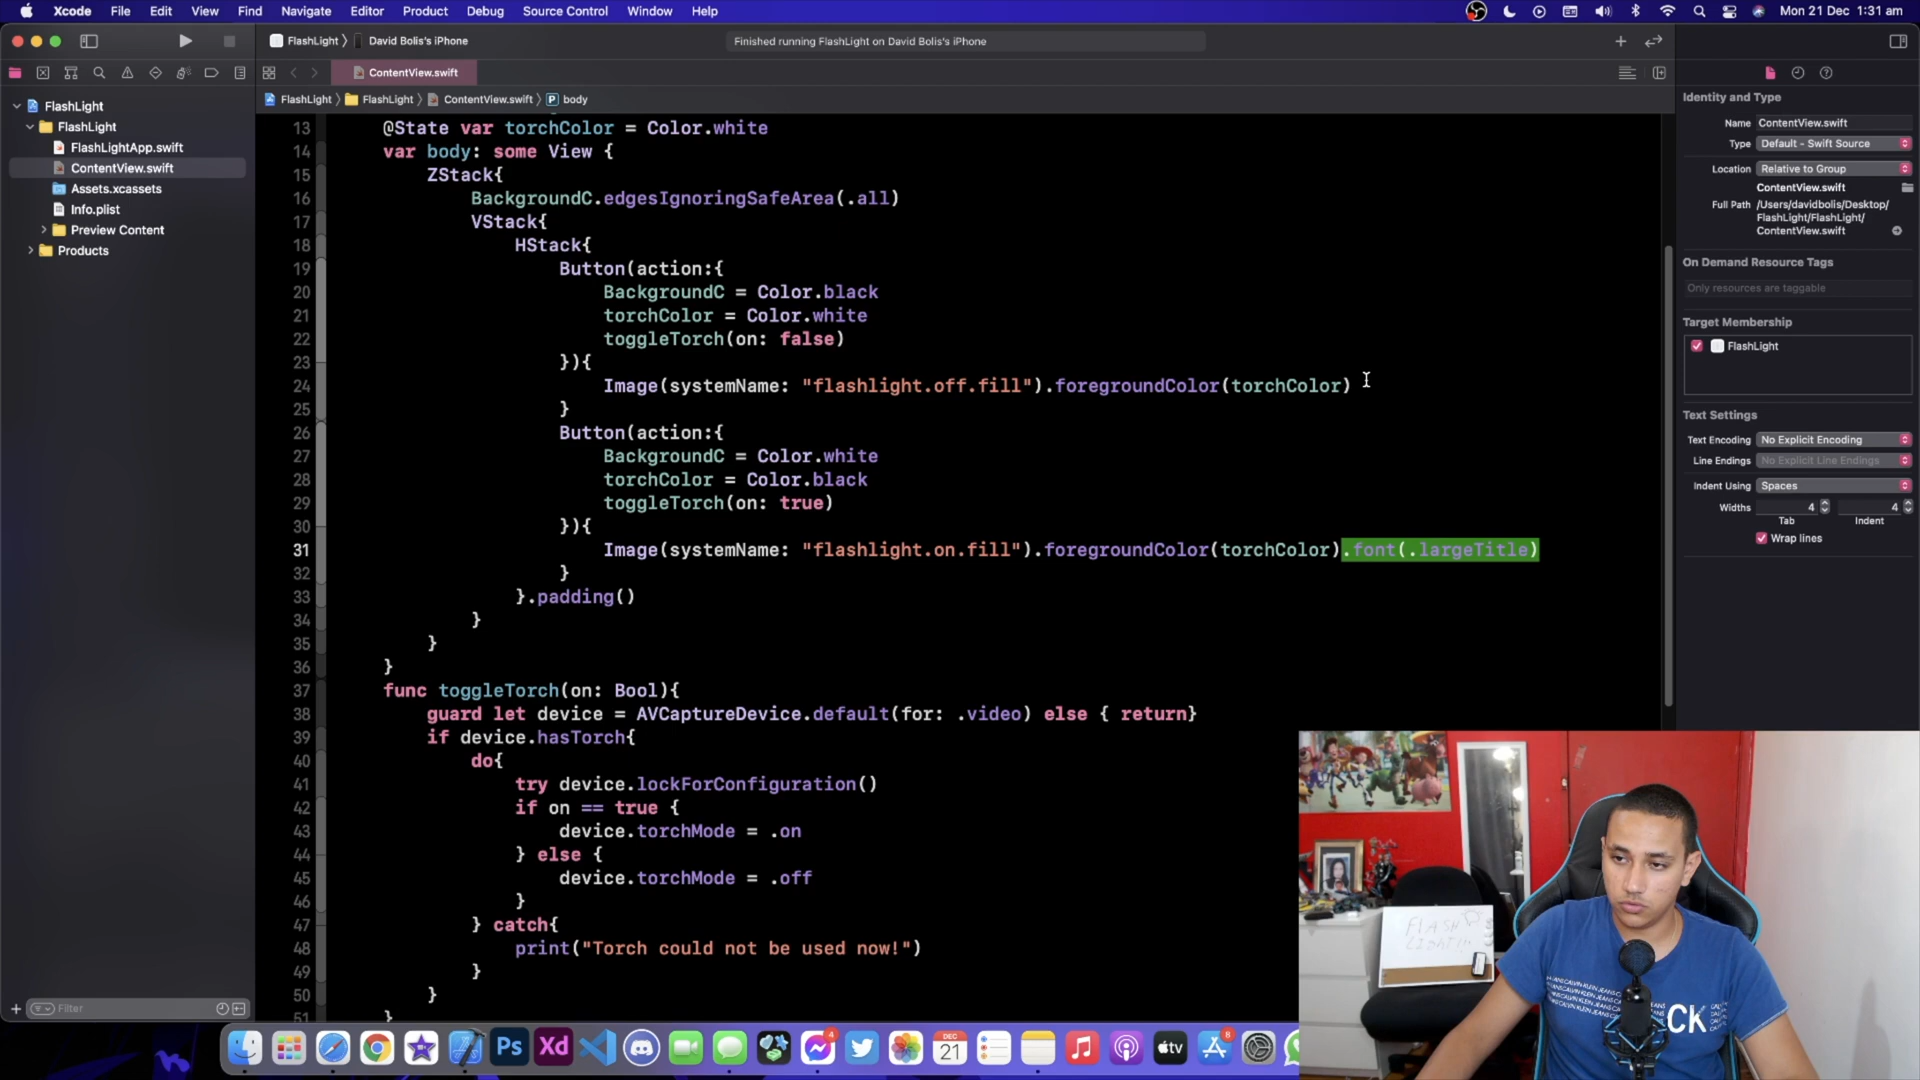 Xcode File Edit View Find Navigate Editor Product Debug Source Control Window Help
Mon 21 Dec 1:31 am
FlashLight David Bolis's iPhone
Finished running FlashLight on David Bolis's iPhone
ContentView.swift
FlashLight FlashLight ContentView.swift P body
FlashLight
FlashLight
FlashLightApp.swift
ContentView.swift
Assets.xcassets
Info.plist
Preview Content
Products
Filter
13 @State var torchColor = Color.white
14 var body: some View {
15 ZStack{
16 BackgroundC.edgesIgnoringSafeArea(.all)
17 VStack{
18 HStack{
19 Button(action:{
20 BackgroundC = Color.black
21 torchColor = Color.white
22 toggleTorch(on: false)
23 }){
24 Image(systemName: "flashlight.off.fill").foregroundColor(torchColor)
25 }
26 Button(action:{
27 BackgroundC = Color.white
28 torchColor = Color.black
29 toggleTorch(on: true)
30 }){
31 Image(systemName: "flashlight.on.fill").foregroundColor(torchColor).font(.largeTitle)
32 }
33 }.padding()
34 }
35 }
36 }
37 func toggleTorch(on: Bool){
38 guard let device = AVCaptureDevice.default(for: .video) else { return}
39 if device.hasTorch{
40 do{
41 try device.lockForConfiguration()
42 if on == true {
43 device.torchMode = .on
44 } else {
45 device.torchMode = .off
46 }
47 } catch{
48 print("Torch could not be used now!")
49 }
50 }
51 }
Identity and Type
Name ContentView.swift
Type Default - Swift Source
Location Relative to Group
ContentView.swift
Full Path /Users/davidbolis/Desktop/
FlashLight/FlashLight/
ContentView.swift
On Demand Resource Tags
Only resources are taggable
Target Membership
FlashLight
Text Settings
Text Encoding No Explicit Encoding
Line Endings No Explicit Line Endings
Indent Using Spaces
Widths 4 4
Tab Indent
Wrap lines
FLASH
LIGHT
CK
Ps Xd 4 DEC 21 tv 8